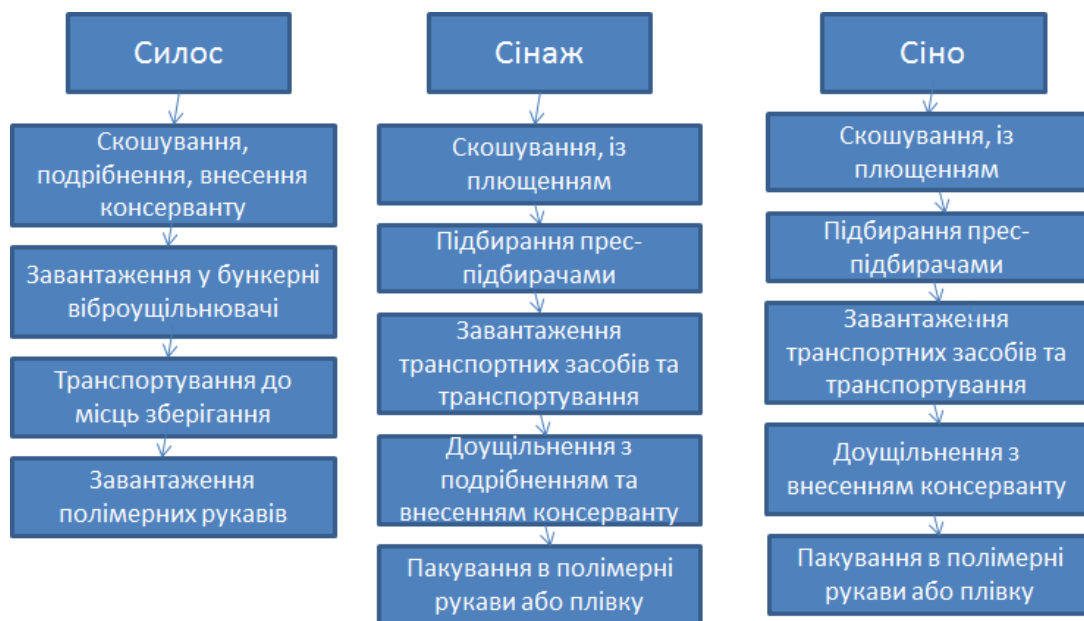 Силос
Скошування,
подрібнення, внесення
консерванту
Завантаження у бункерні
віброущільнювачі
Транспортування до
місць зберігання
Завантаження
полімерних рукавів
Сінаж
Скошування, із
плющенням
Підбирання прес-
підбирачами
Завантаження
транспортних засобів та
транспортування
Доущільнення з
подрібненням та
внесенням консерванту
Пакування в полімерні
рукави або плівку
Сіно
Скошування, із
плющенням
Підбирання прес-
підбирачами
Завантаження
транспортних засобів та
транспортування
Доущільнення з
внесенням консерванту
Пакування в полімерні
рукави або плівку